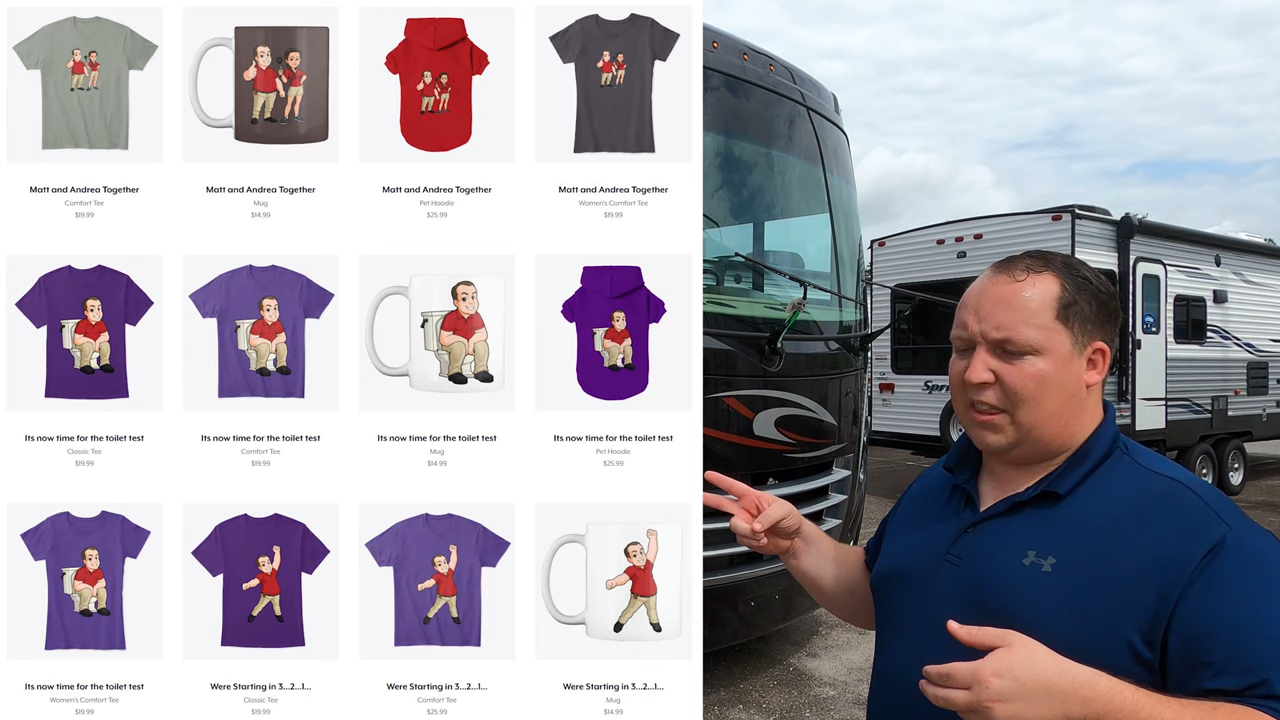 Matt and Andrea Together
Comfort Tee
$19.99
Matt and Andrea Together
Mug
$14.99
Matt and Andrea Together
Pet Hoodie
$25.99
Matt and Andrea Together
Women's Comfort Tee
$19.99
Its now time for the toilet test
Classic Tee
$19.99
Its now time for the toilet test
Comfort Tee
$19.99
Its now time for the toilet test
Mug
$14.99
Its now time for the toilet test
Pet Hoodie
$25.99
Its now time for the toilet test
Women's Comfort Tee
$19.99
Were Starting in 3...2...1...
Classic Tee
$19.99
Were Starting in 3...2...1...
Comfort Tee
$25.99
Were Starting in 3...2...1...
Mug
$14.99